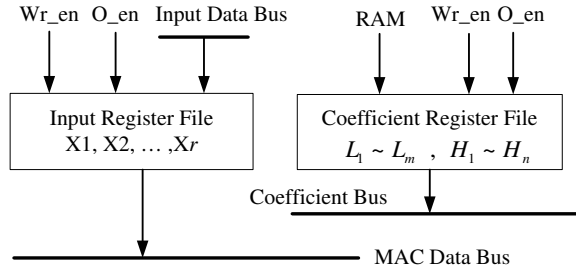 Wr_en O_en Input Data Bus
RAM Wr_en O_en
Input Register File
X1, X2, … ,Xr
Coefficient Register File
L₁ ~ Lₘ , H₁ ~ Hₙ
Coefficient Bus
MAC Data Bus